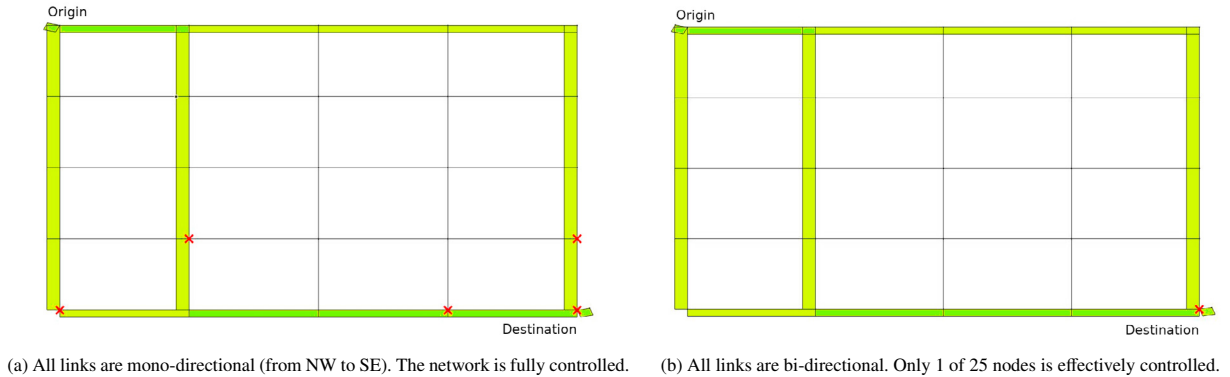 Origin
Destination
(a) All links are mono-directional (from NW to SE). The network is fully controlled.
Origin
Destination
(b) All links are bi-directional. Only 1 of 25 nodes is effectively controlled.